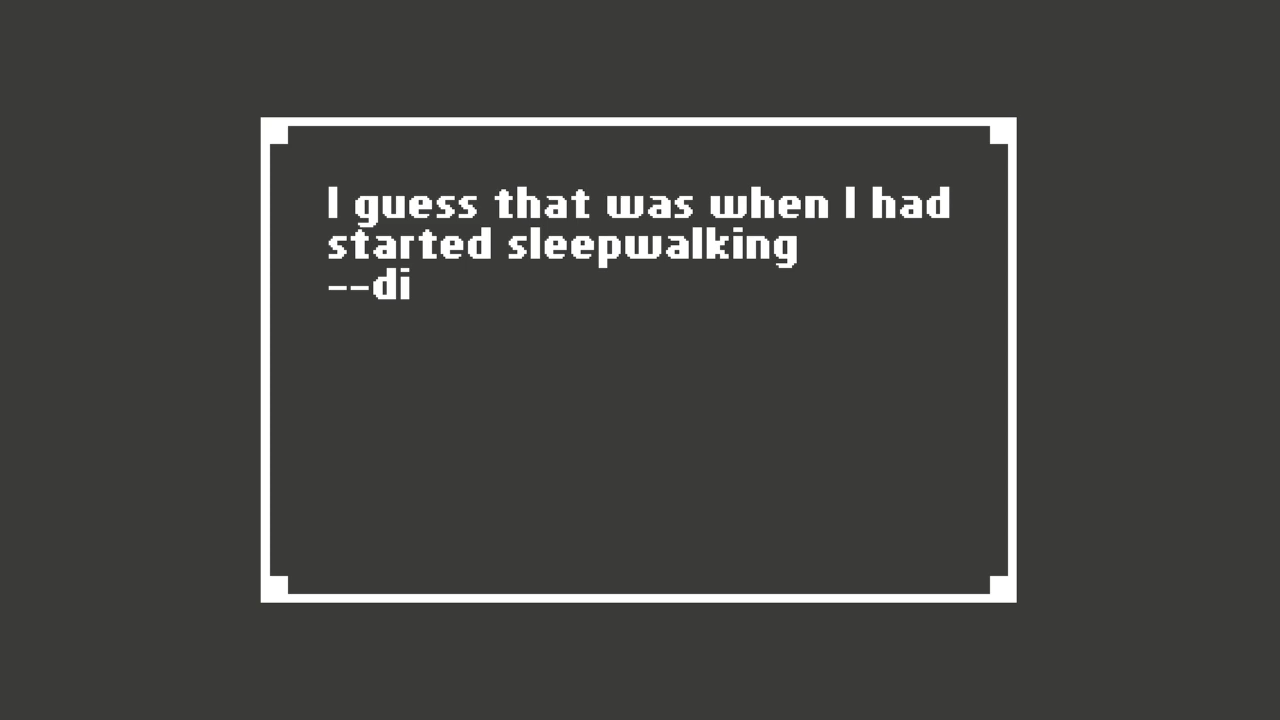 I guess that was when I had
started sleepwalking
--di